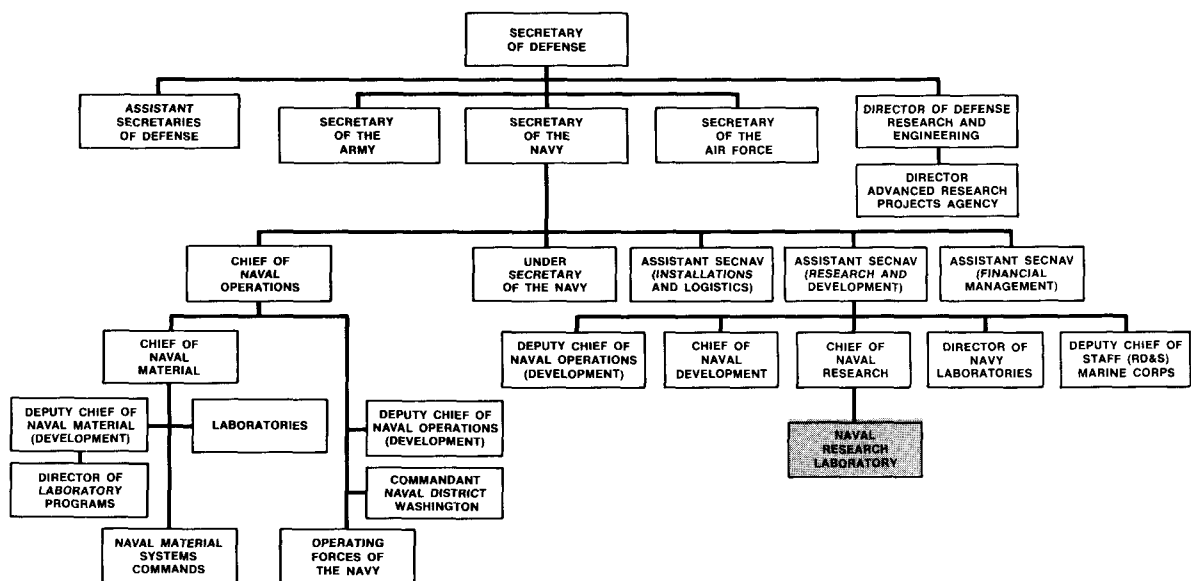 SECRETARY
OF DEFENSE
ASSISTANT
SECRETARIES
OF DEFENSE
SECRETARY
OF THE
ARMY
SECRETARY
OF THE
NAVY
SECRETARY
OF THE
AIR FORCE
DIRECTOR OF DEFENSE
RESEARCH AND
ENGINEERING
DIRECTOR
ADVANCED RESEARCH
PROJECTS AGENCY
CHIEF OF
NAVAL
OPERATIONS
UNDER
SECRETARY
OF THE NAVY
ASSISTANT SECNAV
(INSTALLATIONS
AND LOGISTICS)
ASSISTANT SECNAV
(RESEARCH AND
DEVELOPMENT)
ASSISTANT SECNAV
(FINANCIAL
MANAGEMENT)
CHIEF OF
NAVAL
MATERIAL
DEPUTY CHIEF OF
NAVAL OPERATIONS
(DEVELOPMENT)
CHIEF OF
NAVAL
DEVELOPMENT
CHIEF OF
NAVAL
RESEARCH
DIRECTOR OF
NAVY
LABORATORIES
DEPUTY CHIEF OF
STAFF (RD&S)
MARINE CORPS
DEPUTY CHIEF OF
NAVAL MATERIAL
(DEVELOPMENT)
LABORATORIES
DEPUTY CHIEF OF
NAVAL OPERATIONS
(DEVELOPMENT)
NAVAL
RESEARCH
LABORATORY
DIRECTOR OF
LABORATORY
PROGRAMS
COMMANDANT
NAVAL DISTRICT
WASHINGTON
NAVAL MATERIAL
SYSTEMS
COMMANDS
OPERATING
FORCES OF
THE NAVY